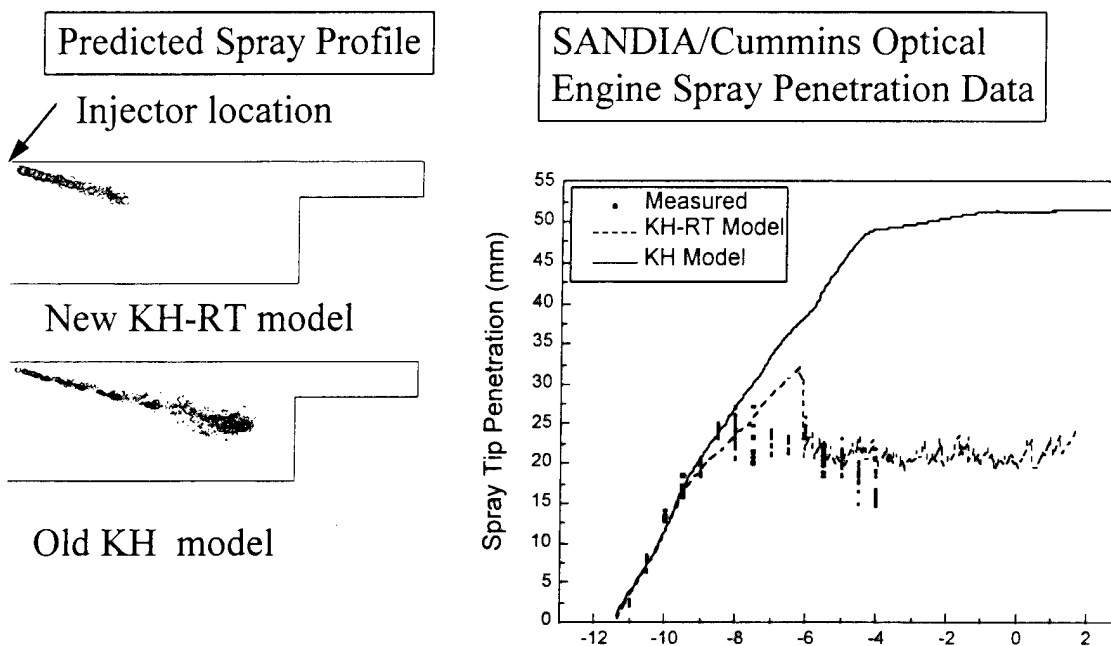 Predicted Spray Profile
Injector location
New KH-RT model
Old KH model
SANDIA/Cummins Optical
Engine Spray Penetration Data
Measured
KH-RT Model
KH Model
Spray Tip Penetration (mm)
55
50
45
40
35
30
25
20
15
10
5
0
-12 -10 -8 -6 -4 -2 0 2